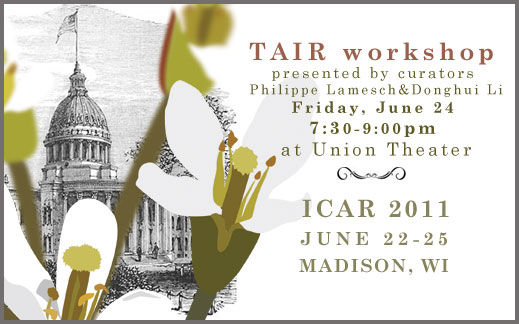 TAIR workshop
presented by curators
Philippe Lamesch&Donghui Li
Friday, June 24
7:30-9:00pm
at Union Theater
ICAR 2011
JUNE 22-25
MADISON, WI